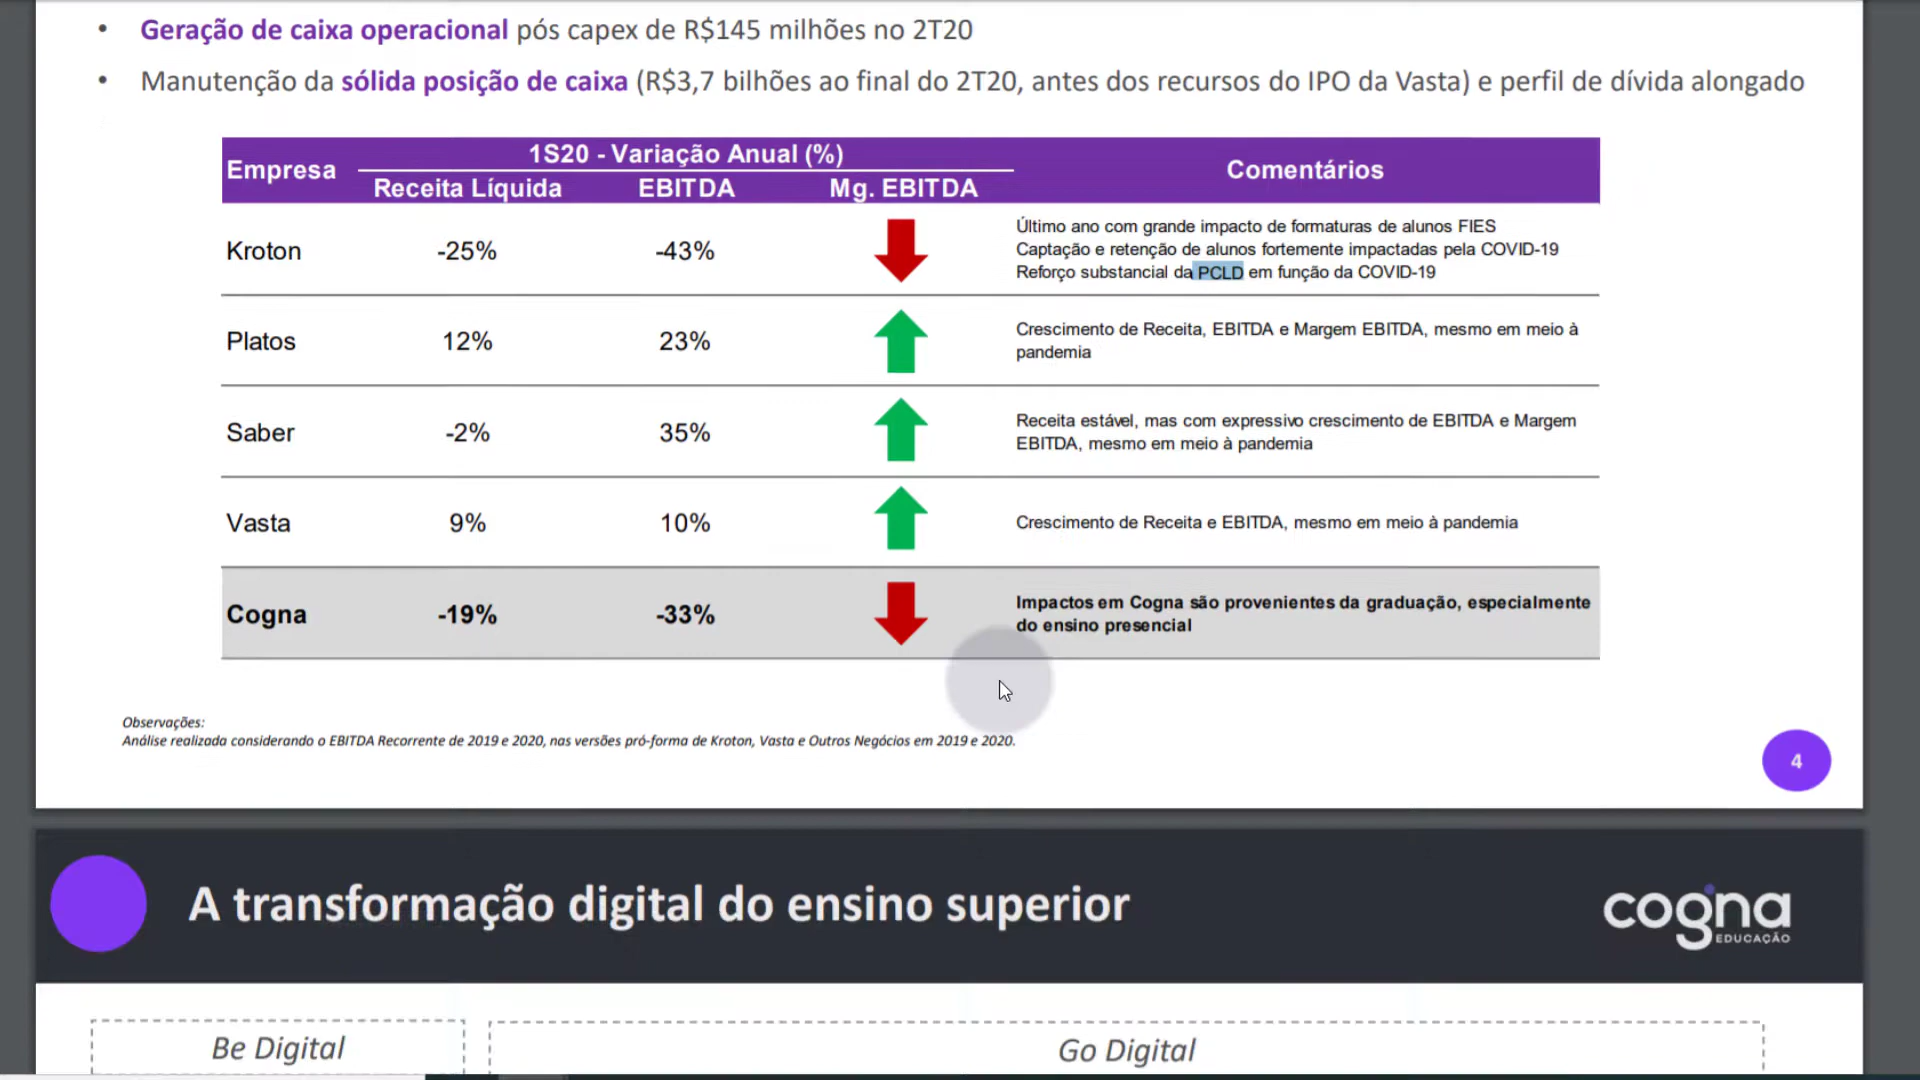 • Geração de caixa operacional pós capex de R$145 milhões no 2T20
• Manutenção da sólida posição de caixa (R$3,7 bilhões ao final do 2T20, antes dos recursos do IPO da Vasta) e perfil de dívida alongado
Empresa
1S20 - Variação Anual (%)
Comentários
Receita Líquida EBITDA Mg. EBITDA
Kroton -25% -43%
Último ano com grande impacto de formaturas de alunos FIES
Captação e retenção de alunos fortemente impactadas pela COVID-19
Reforço substancial da PCLD em função da COVID-19
Platos 12% 23%
Crescimento de Receita, EBITDA e Margem EBITDA, mesmo em meio à
pandemia
Saber -2% 35%
Receita estável, mas com expressivo crescimento de EBITDA e Margem
EBITDA, mesmo em meio à pandemia
Vasta 9% 10%
Crescimento de Receita e EBITDA, mesmo em meio à pandemia
Cogna -19% -33%
Impactos em Cogna são provenientes da graduação, especialmente
do ensino presencial
Observações:
Análise realizada considerando o EBITDA Recorrente de 2019 e 2020, nas versões pró-forma de Kroton, Vasta e Outros Negócios em 2019 e 2020.
4
A transformação digital do ensino superior
cogna
EDUCAÇÃO
Be Digital
Go Digital